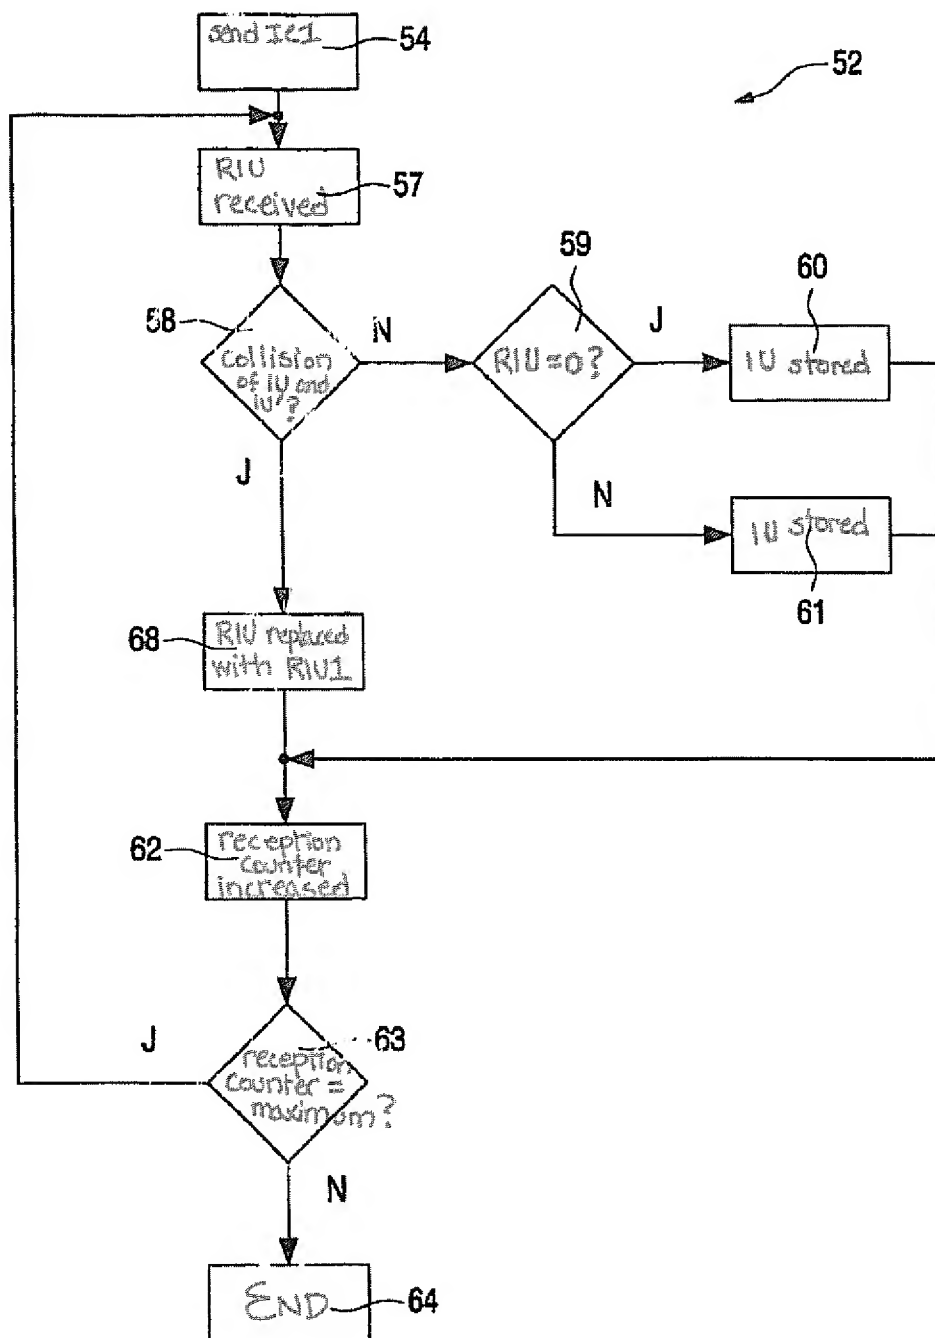 send IC1
54
52
RIU
received
57
58
collision
of IU and
IU'?
N
J
59
RIU=0?
J
N
60
IU stored
IU stored
61
68
RIU replaced
with RIU1
62
reception
counter
increased
63
reception
counter =
maximum?
J
N
END
64